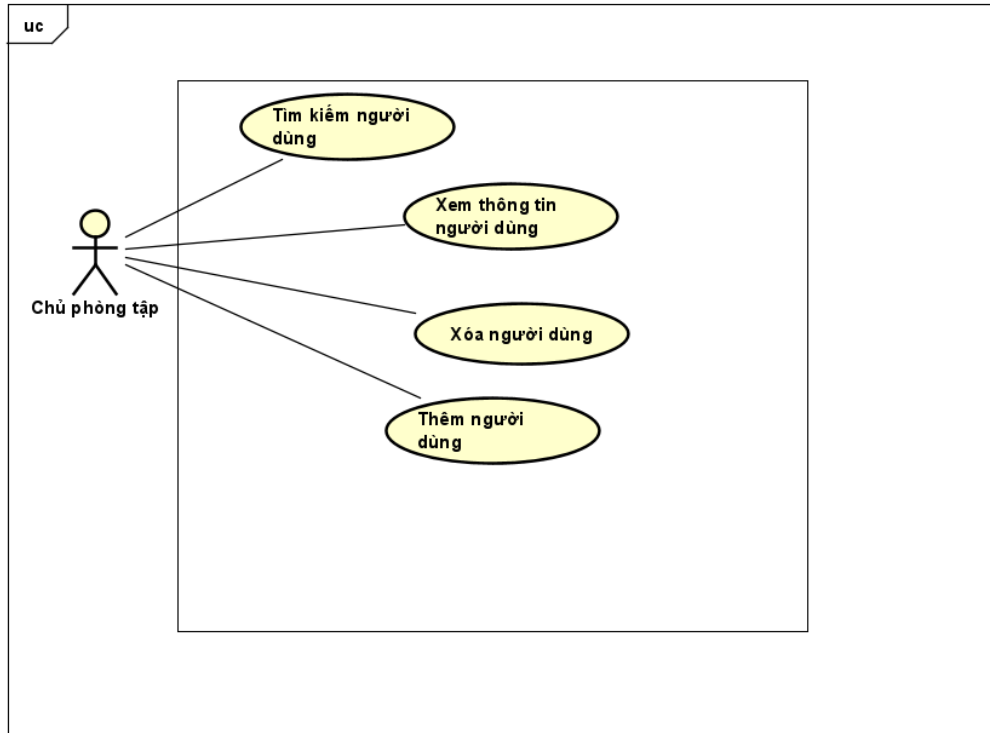 uc
Tìm kiếm người
dùng
Xem thông tin
người dùng
Chủ phòng tập
Xóa người dùng
Thêm người
dùng